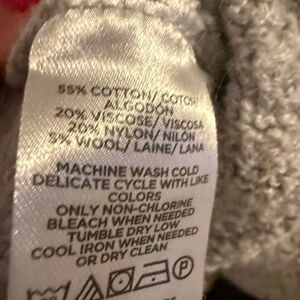 55% COTTON/ COTON/
ALGODÓN
20% VISCOSE/ VISCOSA
20% NYLON/ NILÓN
5% WOOL/ LAINE/ LANA
MACHINE WASH COLD
DELICATE CYCLE WITH LIKE
COLORS
ONLY NON-CHLORINE
BLEACH WHEN NEEDED
TUMBLE DRY LOW
COOL IRON WHEN NEEDED
OR DRY CLEAN
P